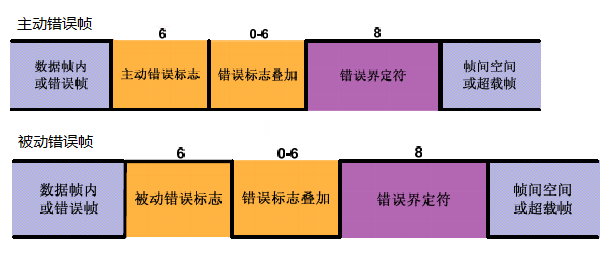 主动错误帧
6 0-6 8
数据帧内
或错误帧
主动错误标志
错误标志叠加
错误界定符
帧间空间
或超载帧
被动错误帧
6 0-6 8
数据帧内
或错误帧
被动错误标志
错误标志叠加
错误界定符
帧间空间
或超载帧